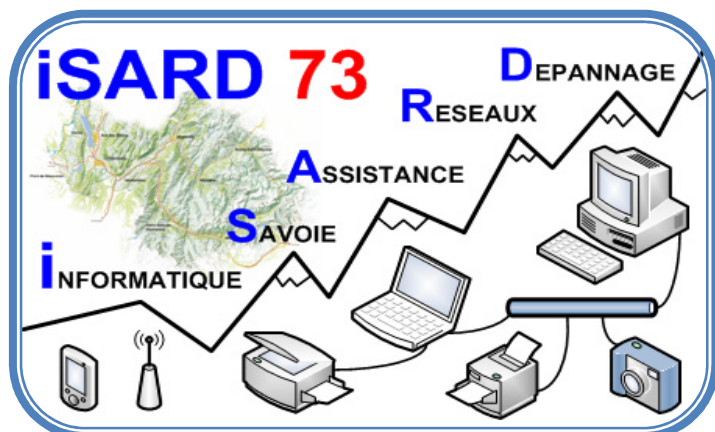 iSARD 73
DEPANNAGE
RESEAUX
ASSISTANCE
SAVOIE
iNFORMATIQUE